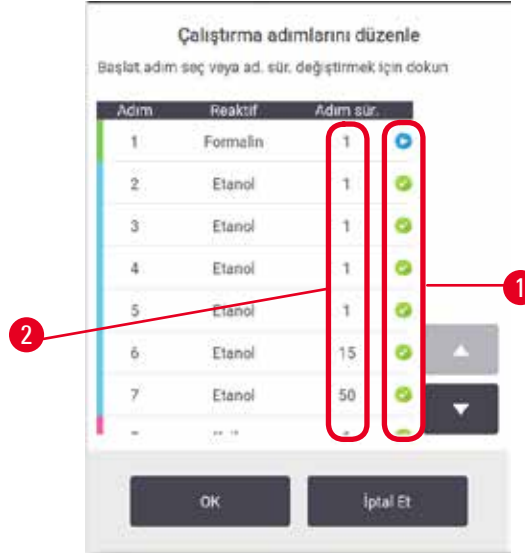 Çalıştırma adımlarını düzenle
Başlat adım seç veya ad. sür. değiştirmek için dokun
Adım Reaktif Adım sür.
1 Formalin 1
2 Etanol 1
3 Etanol 1
4 Etanol 1
5 Etanol 1
6 Etanol 15
7 Etanol 50
1
2
OK İptal Et